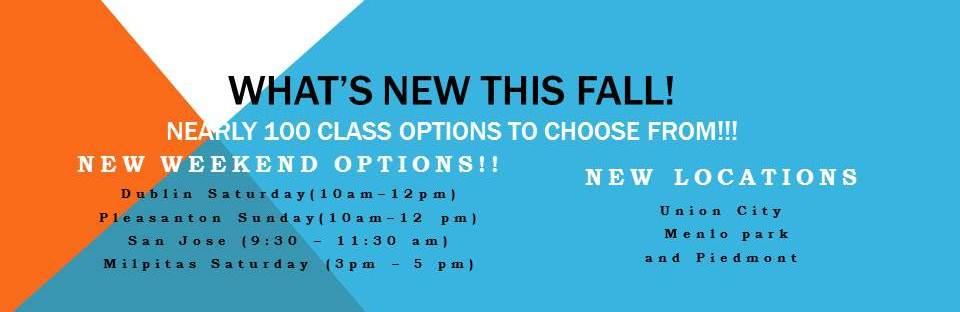 WHAT'S NEW THIS FALL!
NEARLY 100 CLASS OPTIONS TO CHOOSE FROM!!!
NEW WEEKEND OPTIONS!!
Dublin Saturday(10am-12pm)
Pleasanton Sunday(10am-12 pm)
San Jose (9:30 - 11:30 am)
Milpitas Saturday (3pm - 5 pm)
NEW LOCATIONS
Union City
Menlo park
and Piedmont